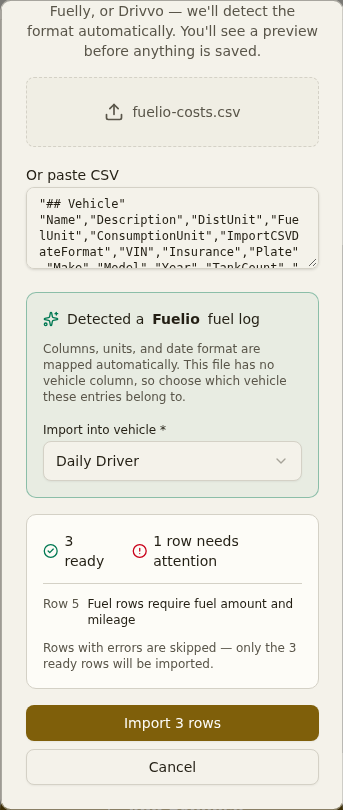 Fuelly, or Drivvo — we'll detect the
format automatically. You'll see a preview
before anything is saved.
fuelio-costs.csv
Or paste CSV
"## Vehicle"
"Name","Description","DistUnit","Fue
lUnit","ConsumptionUnit","ImportCSVD
ateFormat","VIN","Insurance","Plate"
,"Make","Model","Year","TankCount","
Detected a Fuelio fuel log
Columns, units, and date format are
mapped automatically. This file has no
vehicle column, so choose which vehicle
these entries belong to.
Import into vehicle *
Daily Driver
3
ready
1 row needs
attention
Row 5 Fuel rows require fuel amount and
mileage
Rows with errors are skipped — only the 3
ready rows will be imported.
Import 3 rows
Cancel